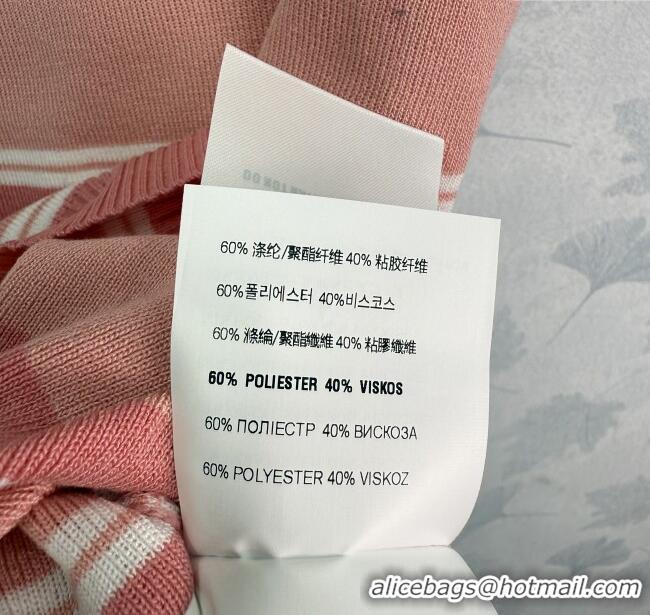 60% 涤纶/聚酯纤维 40% 粘胶纤维
60%폴리에스터 40%비스코스
60% 滌綸/聚酯纖維 40% 粘膠纖維
60% POLIESTER 40% VISKOS
60% ПОЛІЕСТР 40% ВИСКОЗА
60% POLYESTER 40% VISKOZ
alicebags@hotmail.com